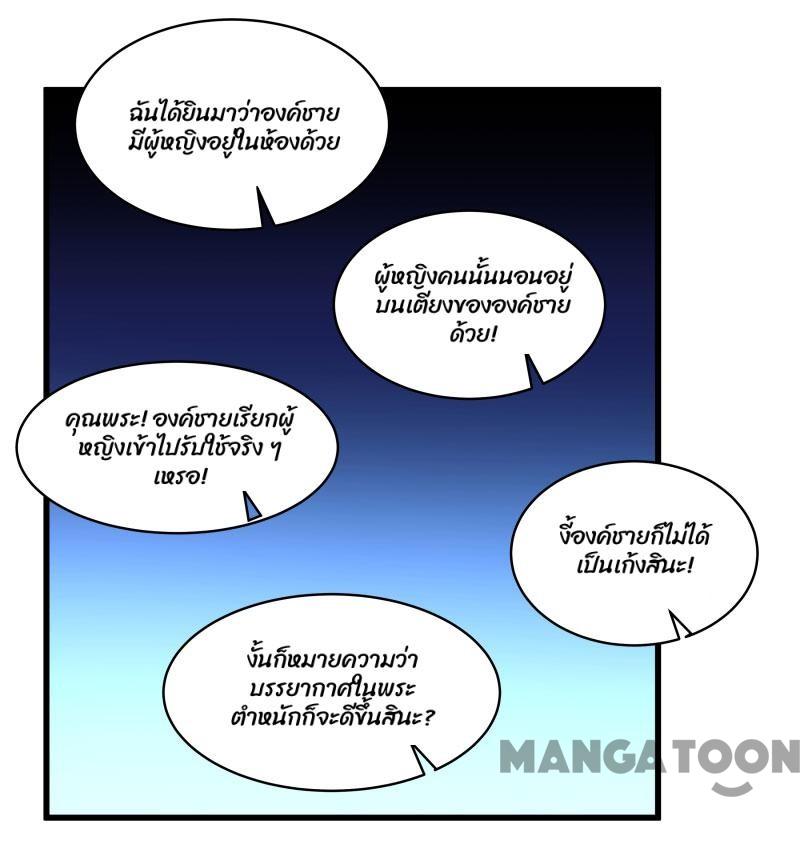 ฉันได้ยินมาว่าองค์ชาย
มีผู้หญิงอยู่ในห้องด้วย
ผู้หญิงคนนั้นนอนอยู่
บนเตียงขององค์ชาย
ด้วย!
คุณพระ! องค์ชายเรียกผู้
หญิงเข้าไปรับใช้จริง ๆ
เหรอ!
งี้องค์ชายก็ไม่ได้
เป็นเก้งสินะ!
งั้นก็หมายความว่า
บรรยากาศในพระ
ตำหนักก็จะดีขึ้นสินะ?
MANGATOON